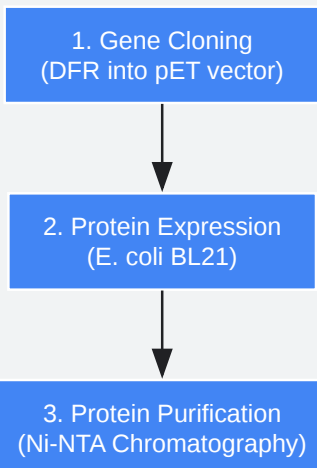 1. Gene Cloning
(DFR into pET vector)
2. Protein Expression
(E. coli BL21)
3. Protein Purification
(Ni-NTA Chromatography)